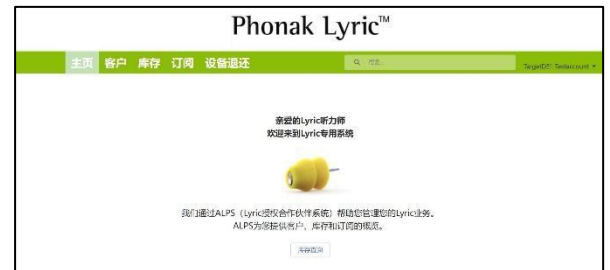 Phonak Lyric™
主页 客户 库存 订阅 设备退还
亲爱的Lyric听力师
欢迎来到Lyric专用系统
我们通过ALPS（Lyric授权合作伙伴系统）帮助您管理您的Lyric业务。
ALPS为您提供客户、库存和订阅的概览。
库存查询